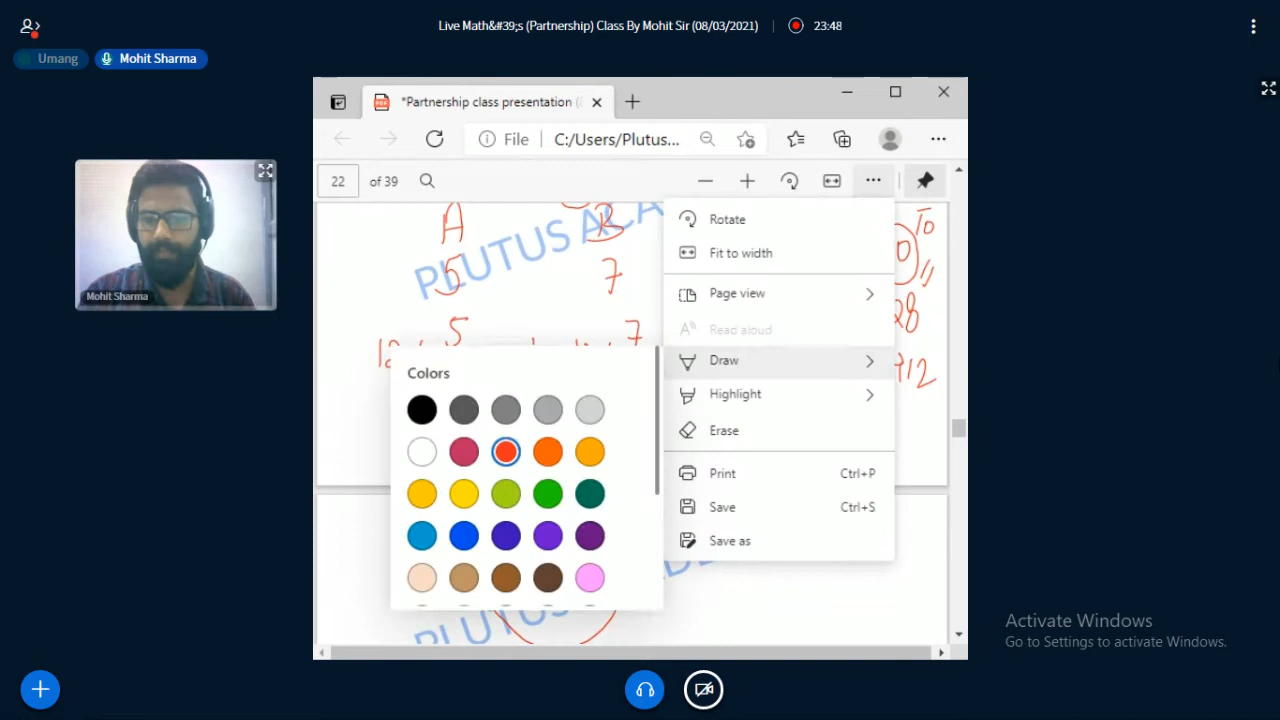 Live Math&#39;s (Partnership) Class By Mohit Sir (08/03/2021) 23:48
Umang Mohit Sharma
*Partnership class presentation (
File C:/Users/Plutus...
22 of 39
Rotate
Fit to width
Page view
Read aloud
Draw
Highlight
Erase
Print Ctrl+P
Save Ctrl+S
Save as
A B
PLUTUS ACA
5 7
5 7
28
Colors
Mohit Sharma
PLUTUS
Activate Windows
Go to Settings to activate Windows.